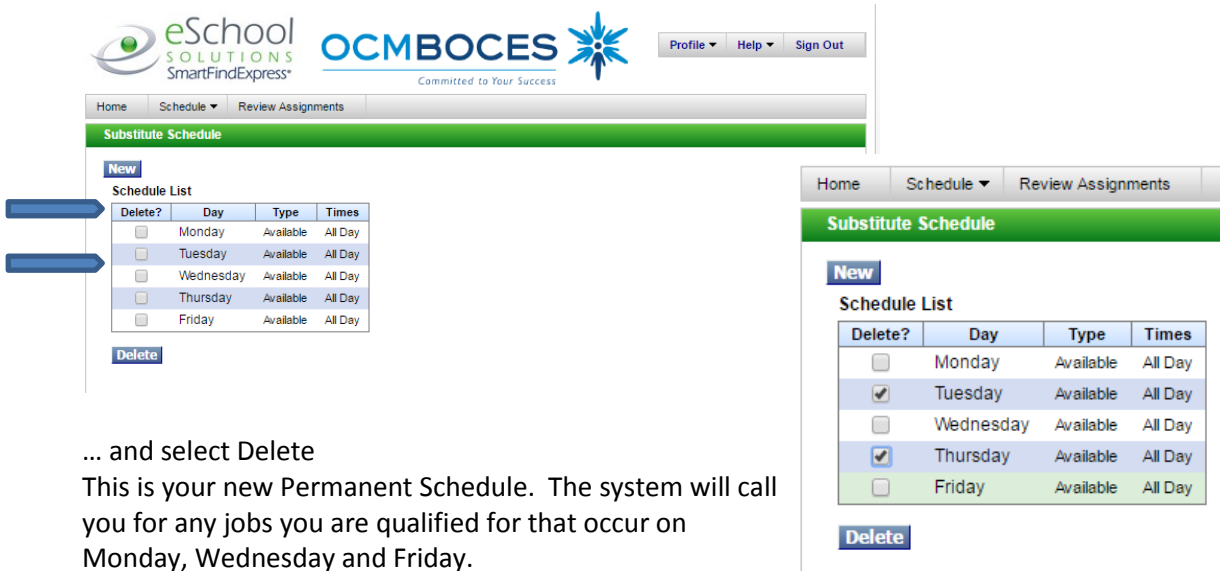 eSchool
SOLUTIONS
SmartFindExpress®
OCMBOCES
Committed to Your Success
Profile Help Sign Out
Home Schedule Review Assignments
Substitute Schedule
New
Schedule List
Delete? Day Type Times
Monday Available All Day
Tuesday Available All Day
Wednesday Available All Day
Thursday Available All Day
Friday Available All Day
Delete
Home Schedule Review Assignments
Substitute Schedule
New
Schedule List
Delete? Day Type Times
Monday Available All Day
Tuesday Available All Day
Wednesday Available All Day
Thursday Available All Day
Friday Available All Day
Delete
... and select Delete
This is your new Permanent Schedule. The system will call
you for any jobs you are qualified for that occur on
Monday, Wednesday and Friday.